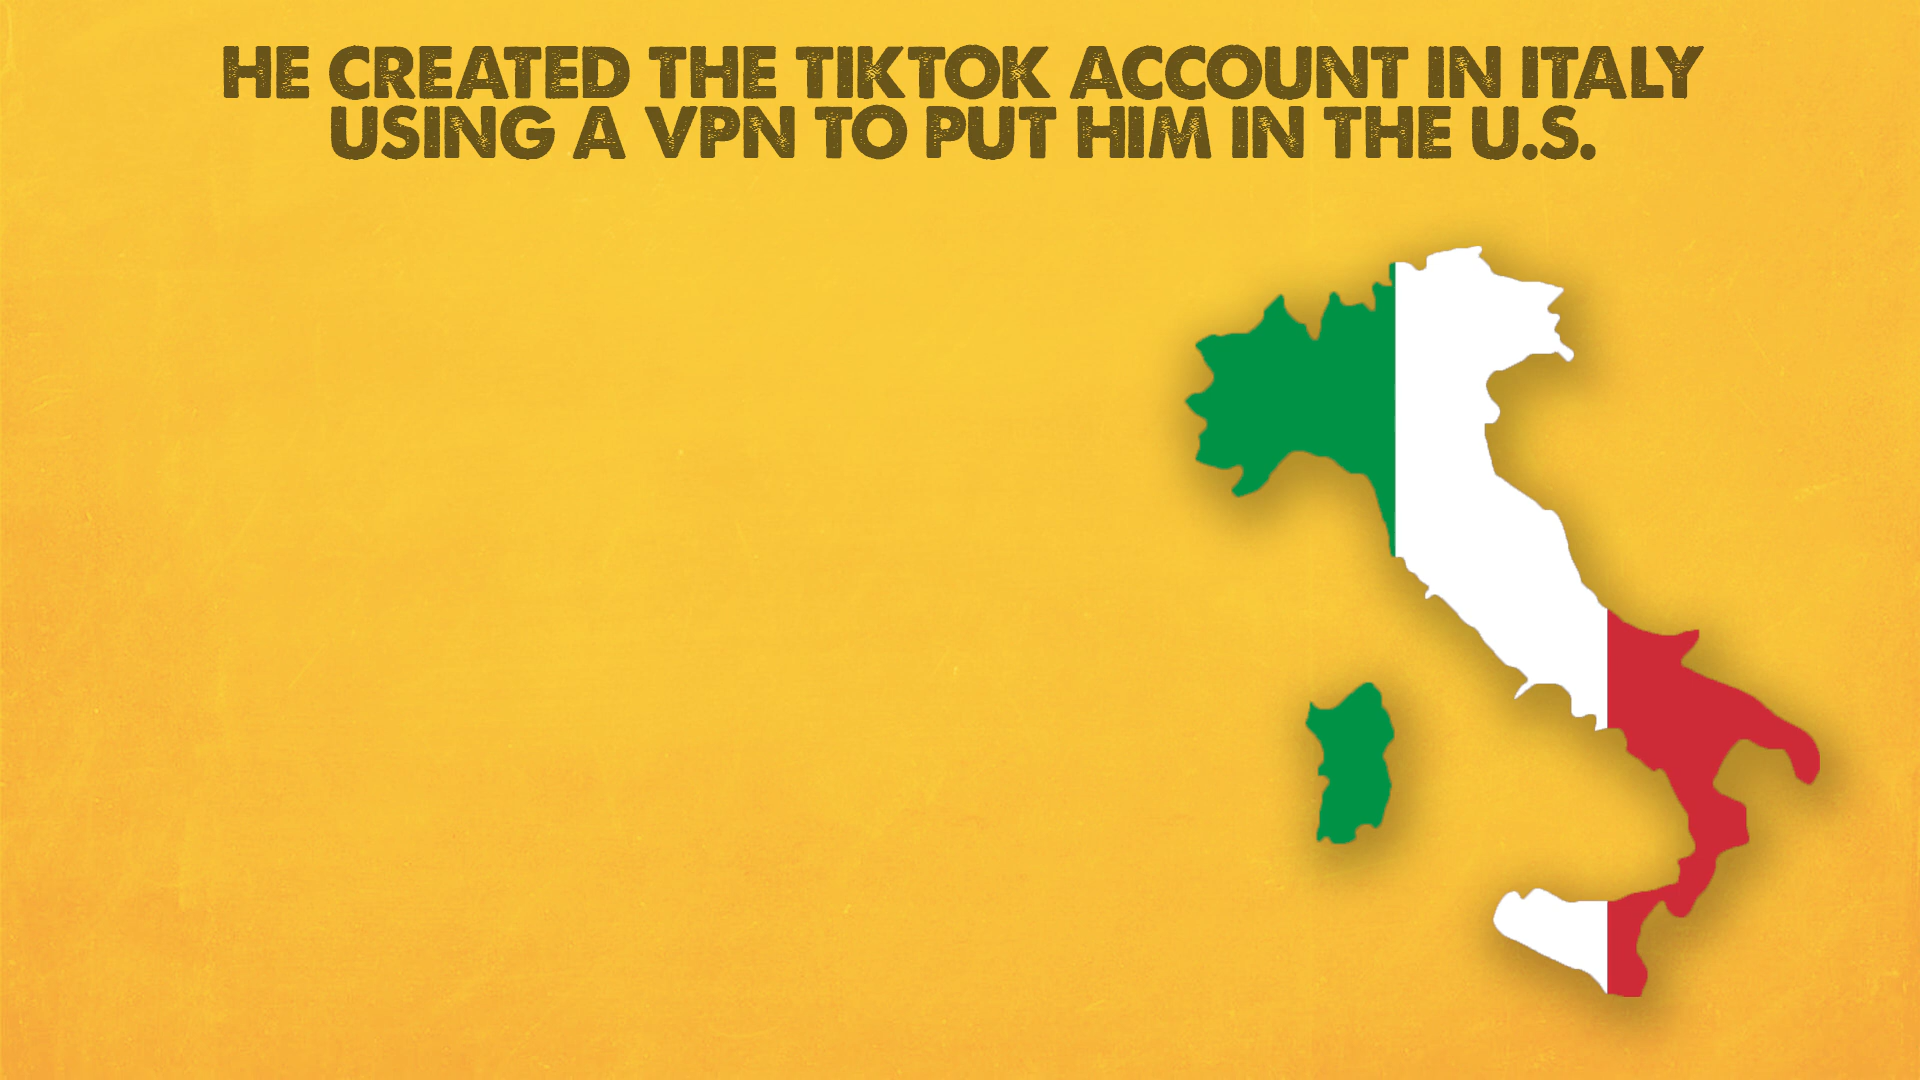 HE CREATED THE TIKTOK ACCOUNT IN ITALY
USING A VPN TO PUT HIM IN THE U.S.